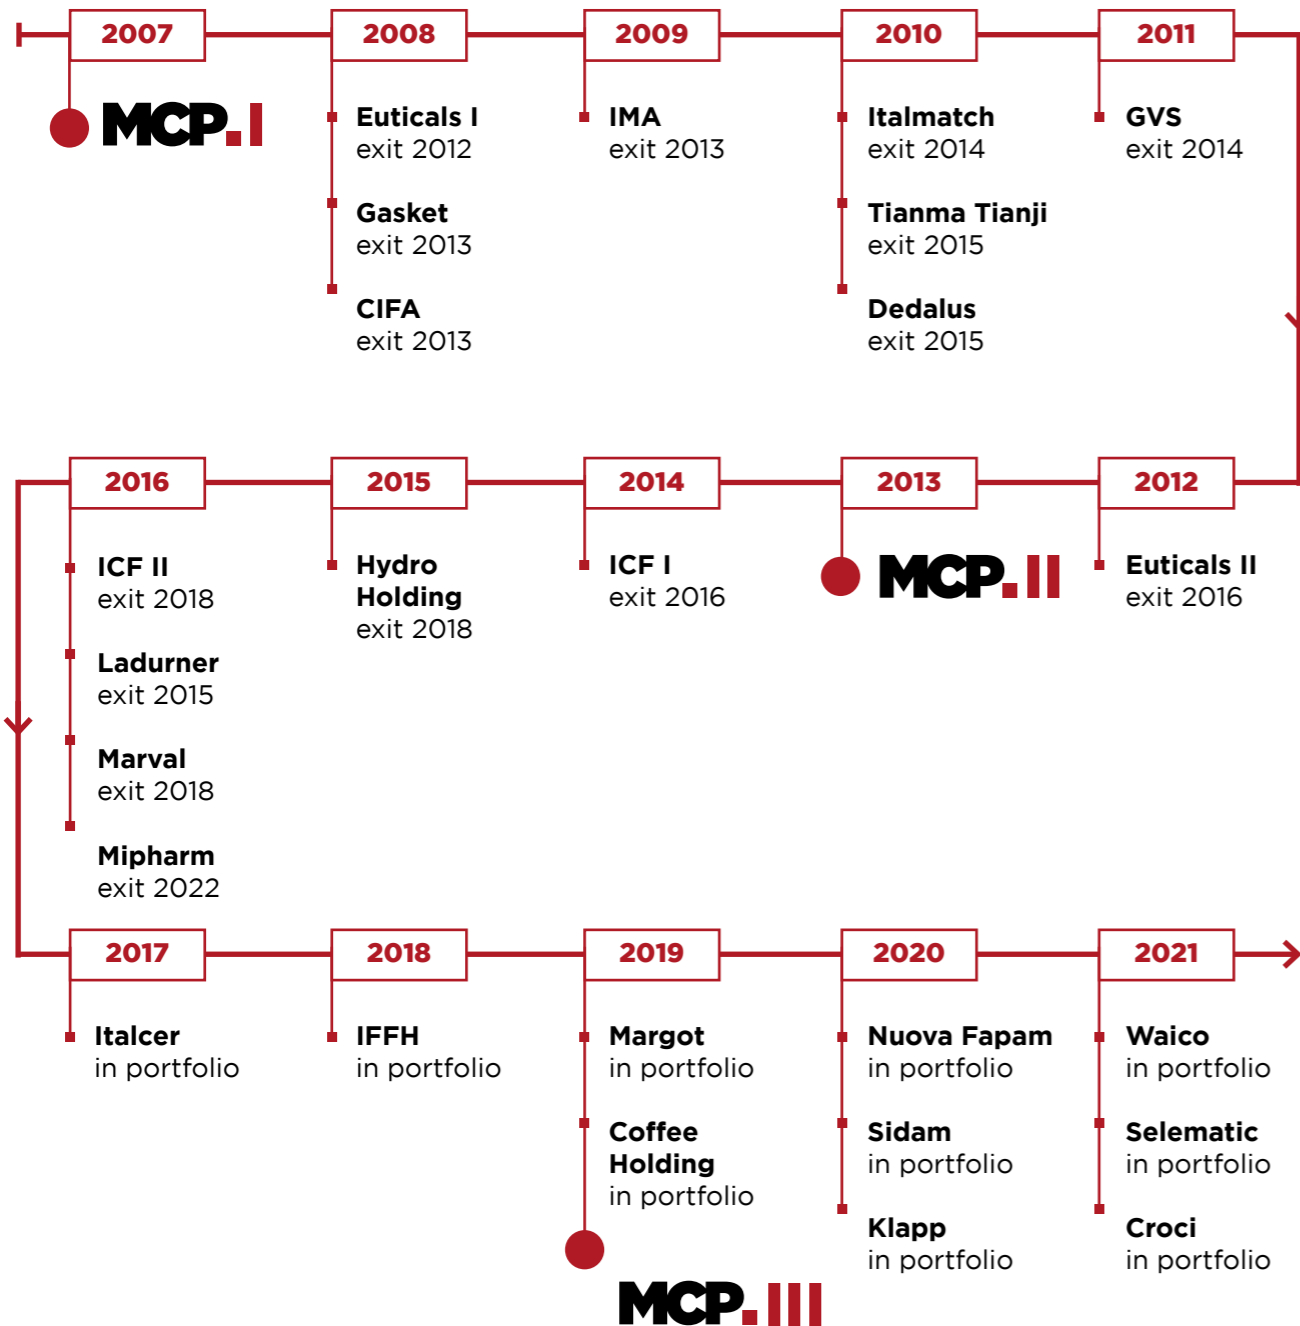 2007
MCP.I
2008
Euticals I
exit 2012
Gasket
exit 2013
CIFA
exit 2013
2009
IMA
exit 2013
2010
Italmatch
exit 2014
Tianma Tianji
exit 2015
Dedalus
exit 2015
2011
GVS
exit 2014
2012
Euticals II
exit 2016
2013
MCP.II
2014
ICF I
exit 2016
2015
Hydro
Holding
exit 2018
2016
ICF II
exit 2018
Ladurner
exit 2015
Marval
exit 2018
Mipharm
exit 2022
2017
Italcer
in portfolio
2018
IFFH
in portfolio
2019
Margot
in portfolio
Coffee
Holding
in portfolio
MCP.III
2020
Nuova Fapam
in portfolio
Sidam
in portfolio
Klapp
in portfolio
2021
Waico
in portfolio
Selematic
in portfolio
Croci
in portfolio